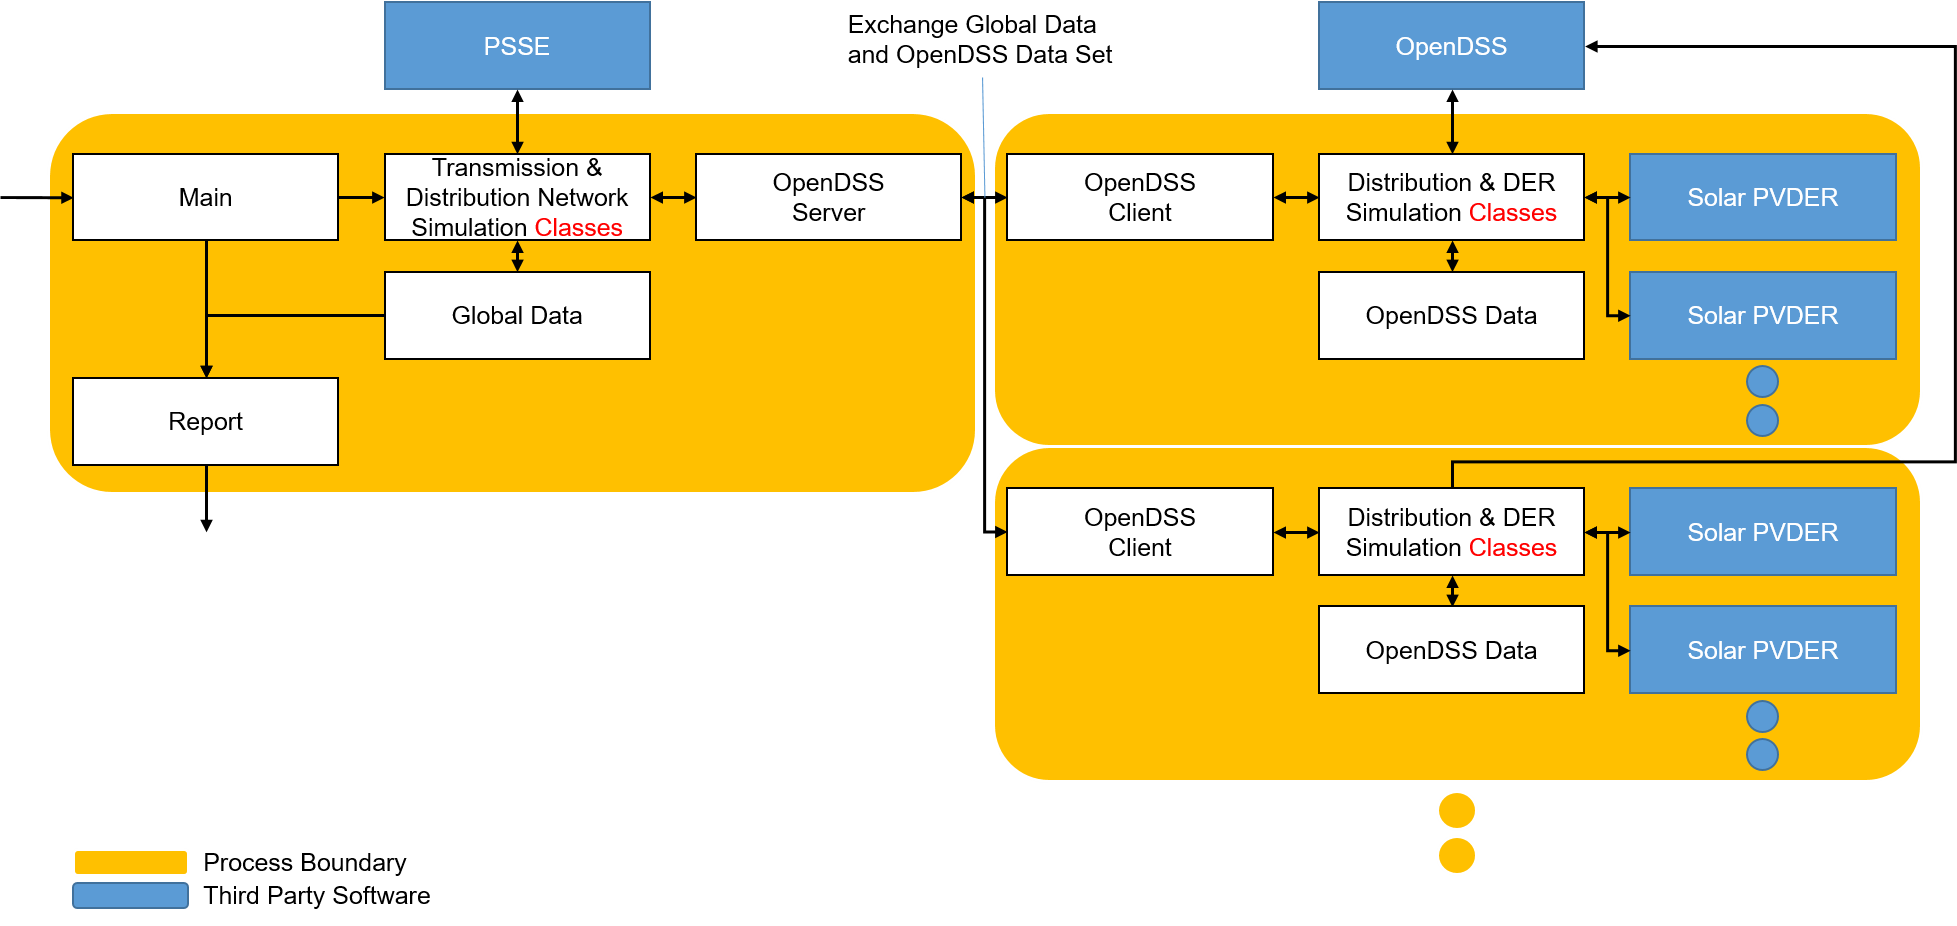 PSSE
Exchange Global Data
and OpenDSS Data Set
OpenDSS
Main
Transmission &
Distribution Network
Simulation Classes
OpenDSS
Server
OpenDSS
Client
Distribution & DER
Simulation Classes
Solar PVDER
Global Data
OpenDSS Data
Solar PVDER
Report
OpenDSS
Client
Distribution & DER
Simulation Classes
Solar PVDER
OpenDSS Data
Solar PVDER
Process Boundary
Third Party Software